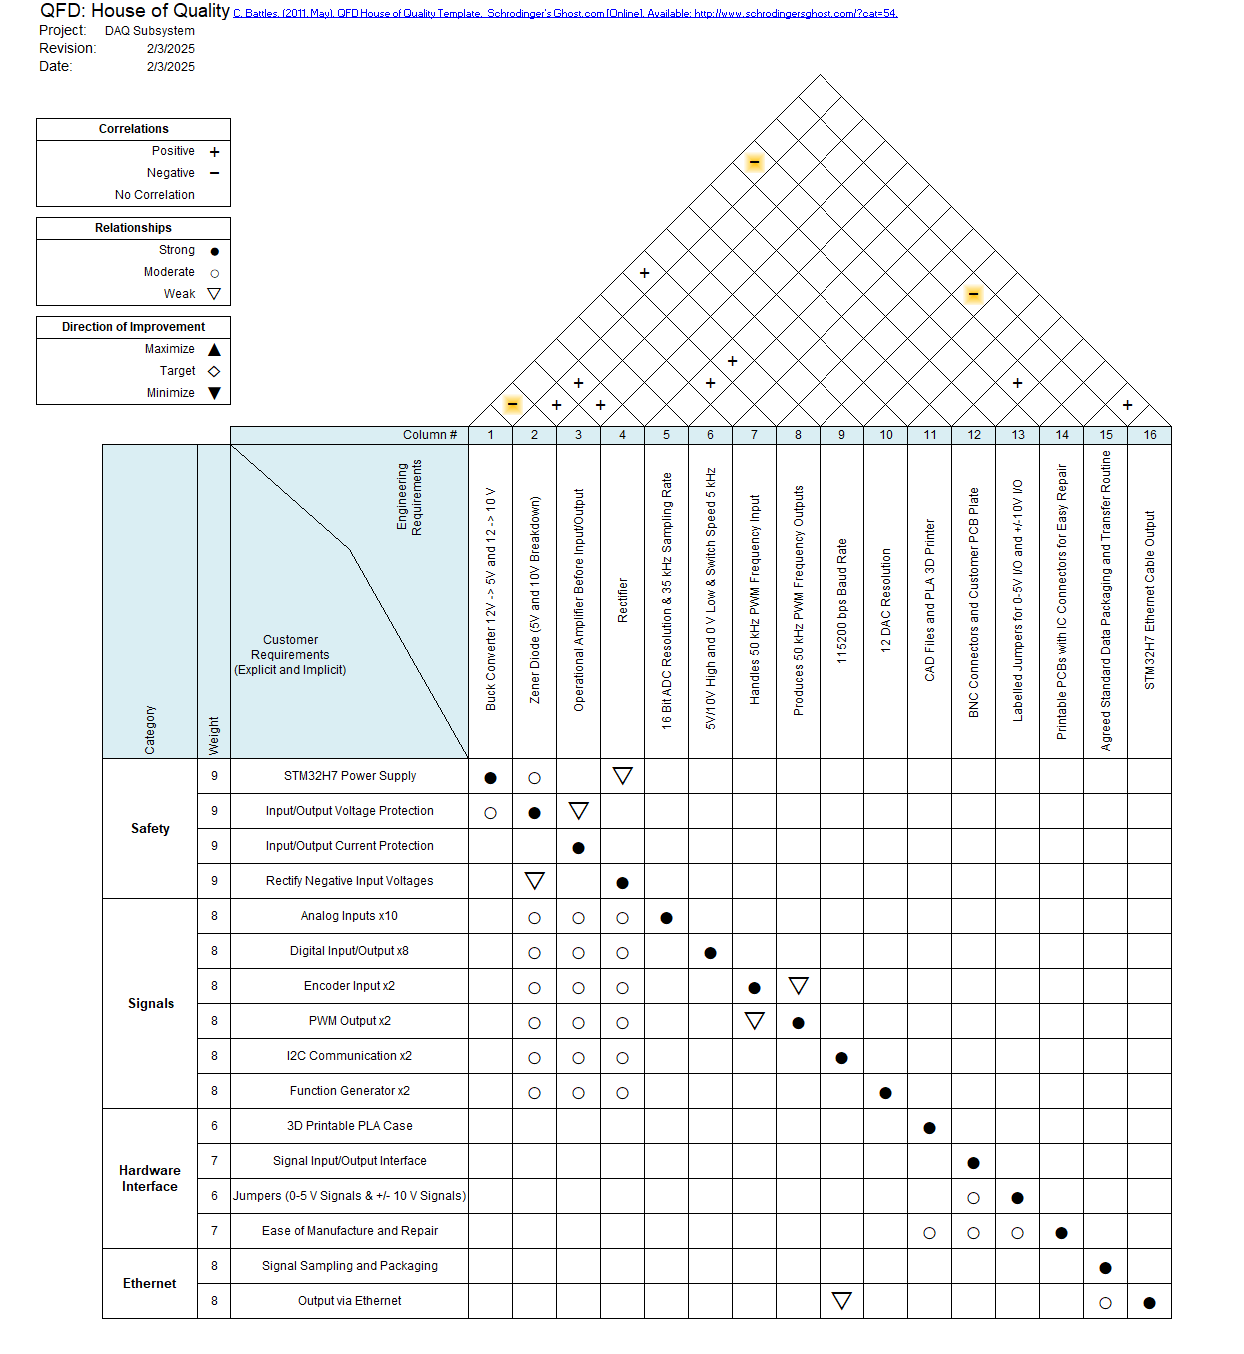 QFD: House of Quality C. Battles. (2011, May). QFD House of Quality Template. Schrodinger's Ghost.com [Online]. Available: http://www.schrodingersghost.com/?cat=54.
Project: DAQ Subsystem
Revision: 2/3/2025
Date: 2/3/2025
Correlations
Positive +
Negative −
No Correlation
Relationships
Strong ●
Moderate ○
Weak ▽
Direction of Improvement
Maximize ▲
Target ◇
Minimize ▼
Column # 1 2 3 4 5 6 7 8 9 10 11 12 13 14 15 16
Category
Weight
Customer
Requirements
(Explicit and Implicit)
Engineering
Requirements
Buck Converter 12V -> 5V and 12 -> 10 V
Zener Diode (5V and 10V Breakdown)
Operational Amplifier Before Input/Output
Rectifier
16 Bit ADC Resolution & 35 kHz Sampling Rate
5V/10V High and 0 V Low & Switch Speed 5 kHz
Handles 50 kHz PWM Frequency Input
Produces 50 kHz PWM Frequency Outputs
115200 bps Baud Rate
12 DAC Resolution
CAD Files and PLA 3D Printer
BNC Connectors and Customer PCB Plate
Labelled Jumpers for 0-5V I/O and +/-10V I/O
Printable PCBs with IC Connectors for Easy Repair
Agreed Standard Data Packaging and Transfer Routine
STM32H7 Ethernet Cable Output
Safety
9 STM32H7 Power Supply ● ○ ▽
9 Input/Output Voltage Protection ○ ● ▽
9 Input/Output Current Protection ●
9 Rectify Negative Input Voltages ▽ ●
Signals
8 Analog Inputs x10 ○ ○ ○ ●
8 Digital Input/Output x8 ○ ○ ○ ●
8 Encoder Input x2 ○ ○ ○ ● ▽
8 PWM Output x2 ○ ○ ○ ▽ ●
8 I2C Communication x2 ○ ○ ○ ●
8 Function Generator x2 ○ ○ ○ ●
Hardware
Interface
6 3D Printable PLA Case ●
7 Signal Input/Output Interface ●
6 Jumpers (0-5 V Signals & +/- 10 V Signals) ○ ●
7 Ease of Manufacture and Repair ○ ○ ○ ●
Ethernet
8 Signal Sampling and Packaging ●
8 Output via Ethernet ▽ ○ ●